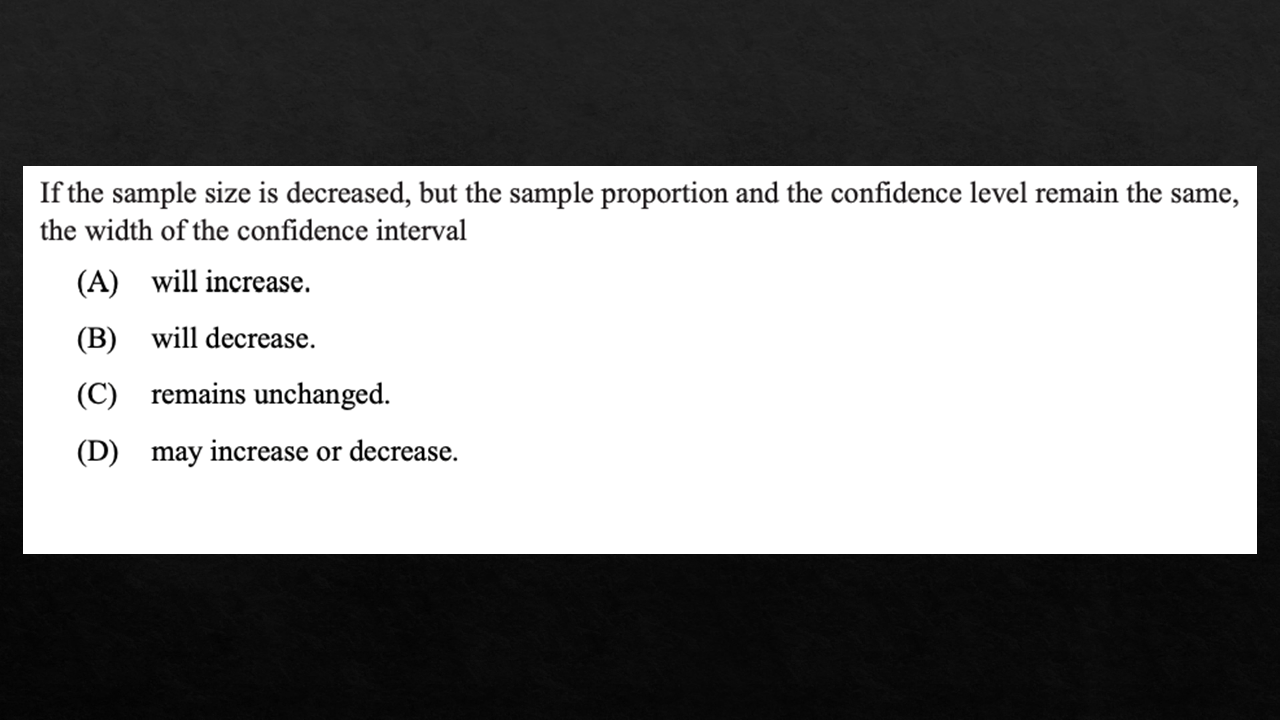 If the sample size is decreased, but the sample proportion and the confidence level remain the same,
the width of the confidence interval
(A) will increase.
(B) will decrease.
(C) remains unchanged.
(D) may increase or decrease.